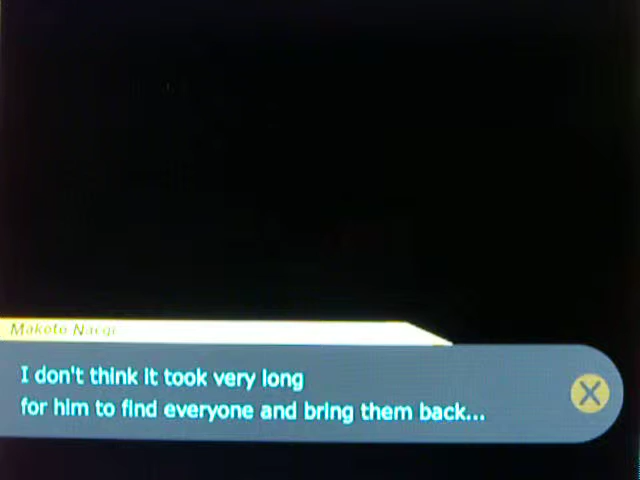 Makoto Naegi
I don't think it took very long
for him to find everyone and bring them back...